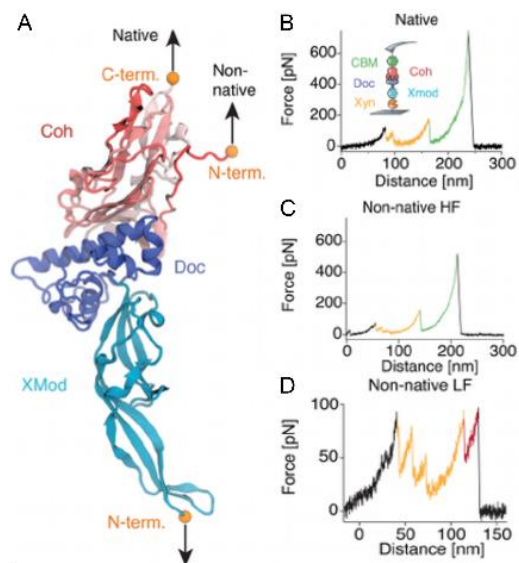 A
Native
C-term.
Non-
native
Coh
N-term.
Doc
XMod
N-term.
B
Native
Force [pN]
600
400
200
0
CBM
Doc
Xyn
Coh
Xmod
0 100 200 300
Distance [nm]
C
Non-native HF
Force [pN]
600
400
200
0
0 100 200 300
Distance [nm]
D
Non-native LF
Force [pN]
100
50
0
0 50 100 150
Distance [nm]